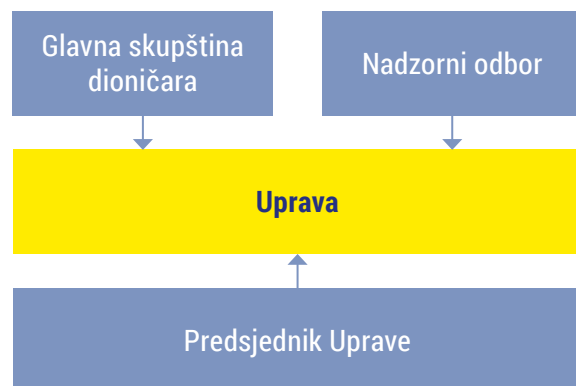 Glavna skupština
dioničara
Nadzorni odbor
Uprava
Predsjednik Uprave